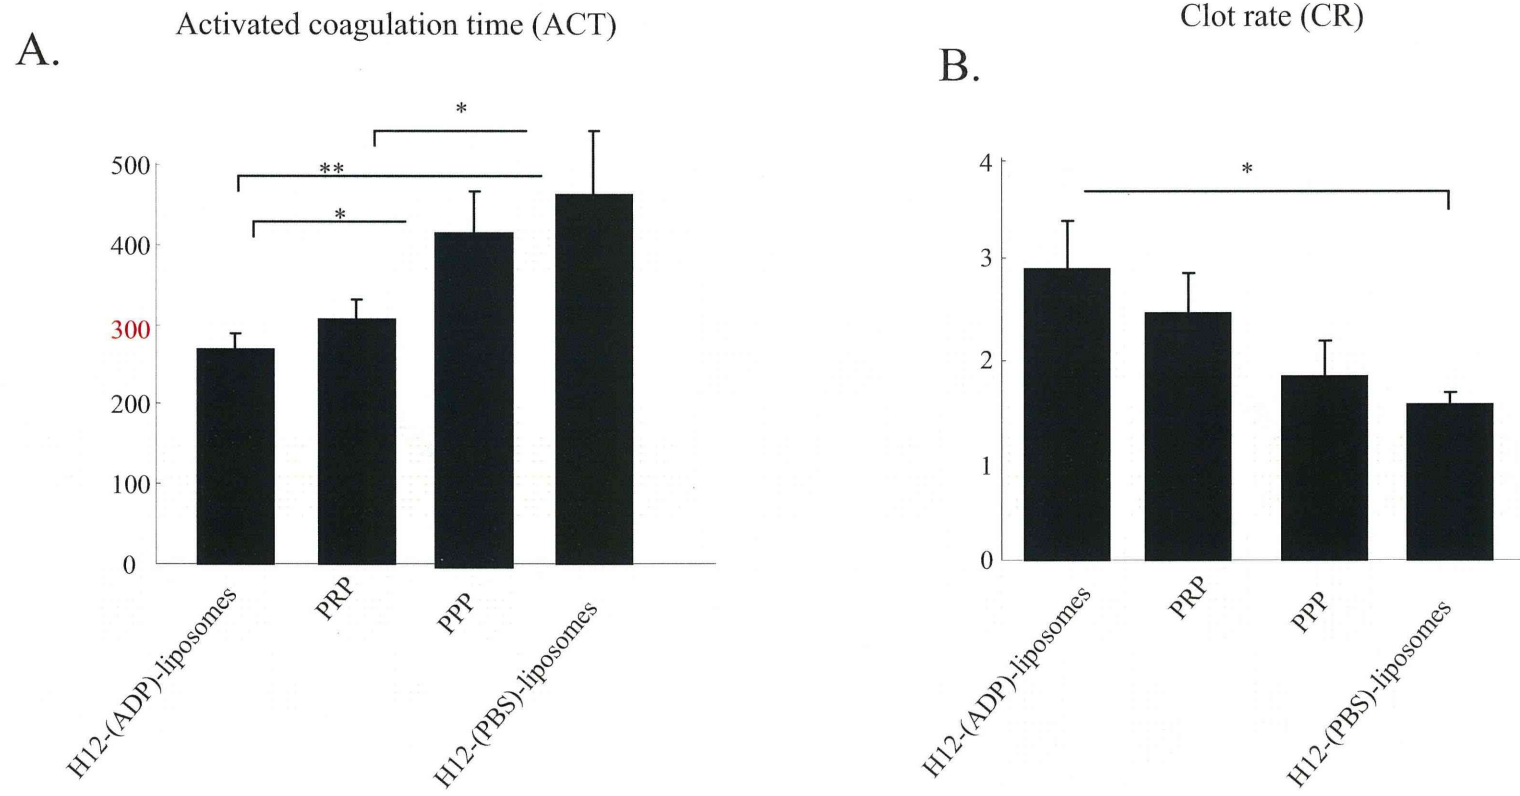 Activated coagulation time (ACT)
A.
*
**
*
500
400
300
200
100
0
H12-(ADP)-liposomes
PRP
PPP
H12-(PBS)-liposomes
Clot rate (CR)
B.
*
4
3
2
1
0
H12-(ADP)-liposomes
PRP
PPP
H12-(PBS)-liposomes